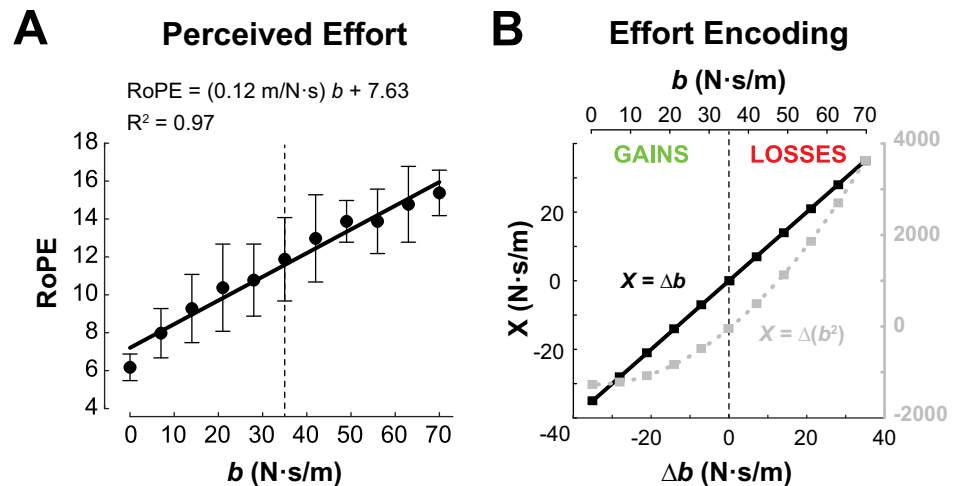 A
Perceived Effort
RoPE = (0.12 m/N·s) b + 7.63
R² = 0.97
18
16
14
12
10
8
6
4
RoPE
0 10 20 30 40 50 60 70
b (N·s/m)
B
Effort Encoding
b (N·s/m)
0 10 20 30 40 50 60 70
GAINS LOSSES
20
0
-20
X (N·s/m)
X = Δb
X = Δ(b²)
4000
2000
0
-2000
-40 -20 0 20 40
Δb (N·s/m)